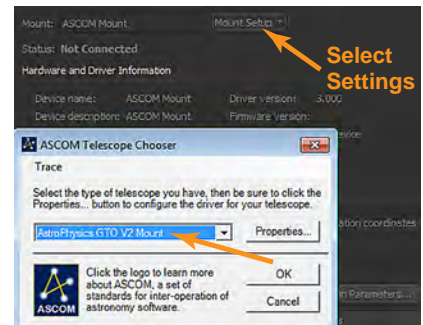 Mount: ASCOM Mount
Mount Setup
Status: Not Connected
Select
Settings
Hardware and Driver Information
Device name: ASCOM Mount
Driver version: 3.000
Device description: ASCOM Mount
Firmware Version:
ASCOM Telescope Chooser
Trace
Select the type of telescope you have, then be sure to click the
Properties... button to configure the driver for your telescope.
AstroPhysics GTO V2 Mount
Properties...
ation coordinates
Click the logo to learn more
about ASCOM, a set of
standards for inter-operation of
astronomy software.
ASCOM
OK
Cancel
n Parameters...